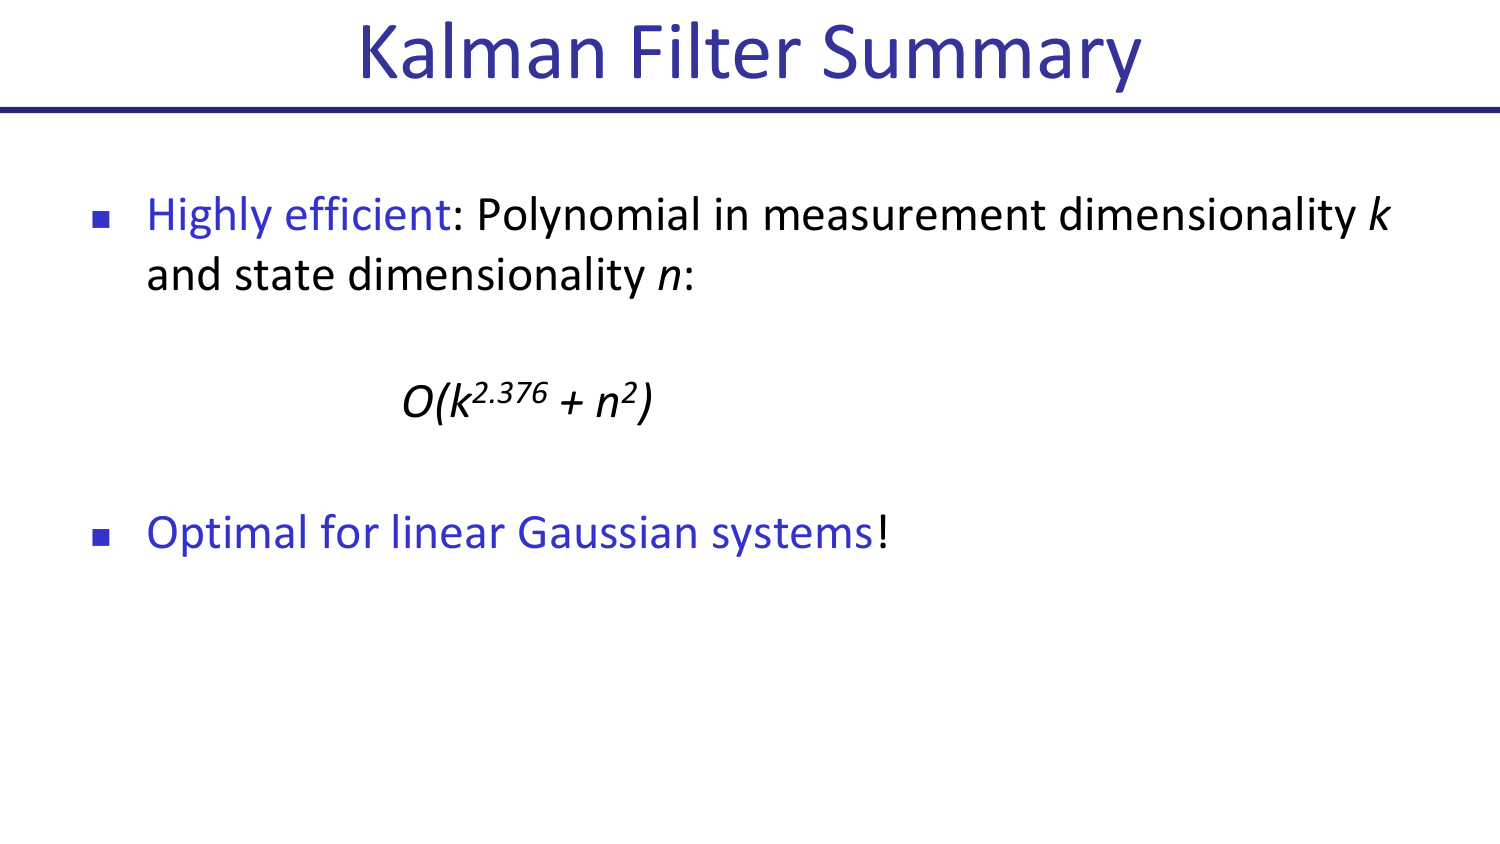 Kalman Filter Summary
Highly efficient: Polynomial in measurement dimensionality k
and state dimensionality n:
O(k^2.376 + n^2)
Optimal for linear Gaussian systems!